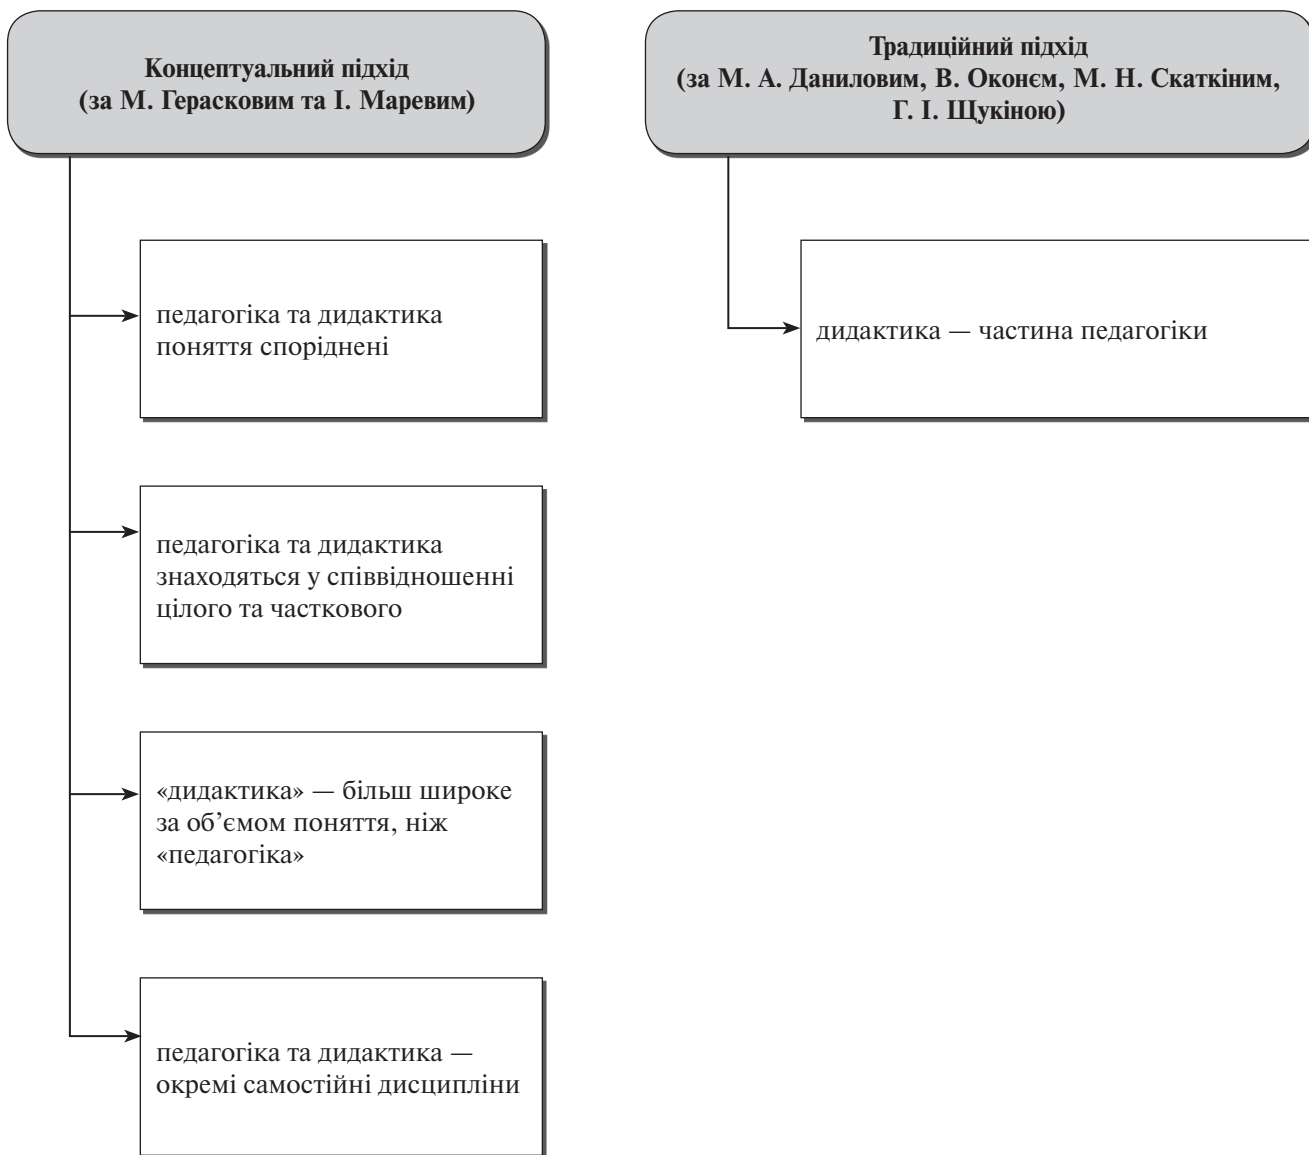 Концептуальний підхід
(за М. Герасковим та І. Маревим)
педагогіка та дидактика
поняття споріднені
педагогіка та дидактика
знаходяться у співвідношенні
цілого та часткового
«дидактика» — більш широке
за об’ємом поняття, ніж
«педагогіка»
педагогіка та дидактика —
окремі самостійні дисципліни
Традиційний підхід
(за М. А. Даниловим, В. Оконєм, М. Н. Скаткіним,
Г. І. Щукіною)
дидактика — частина педагогіки